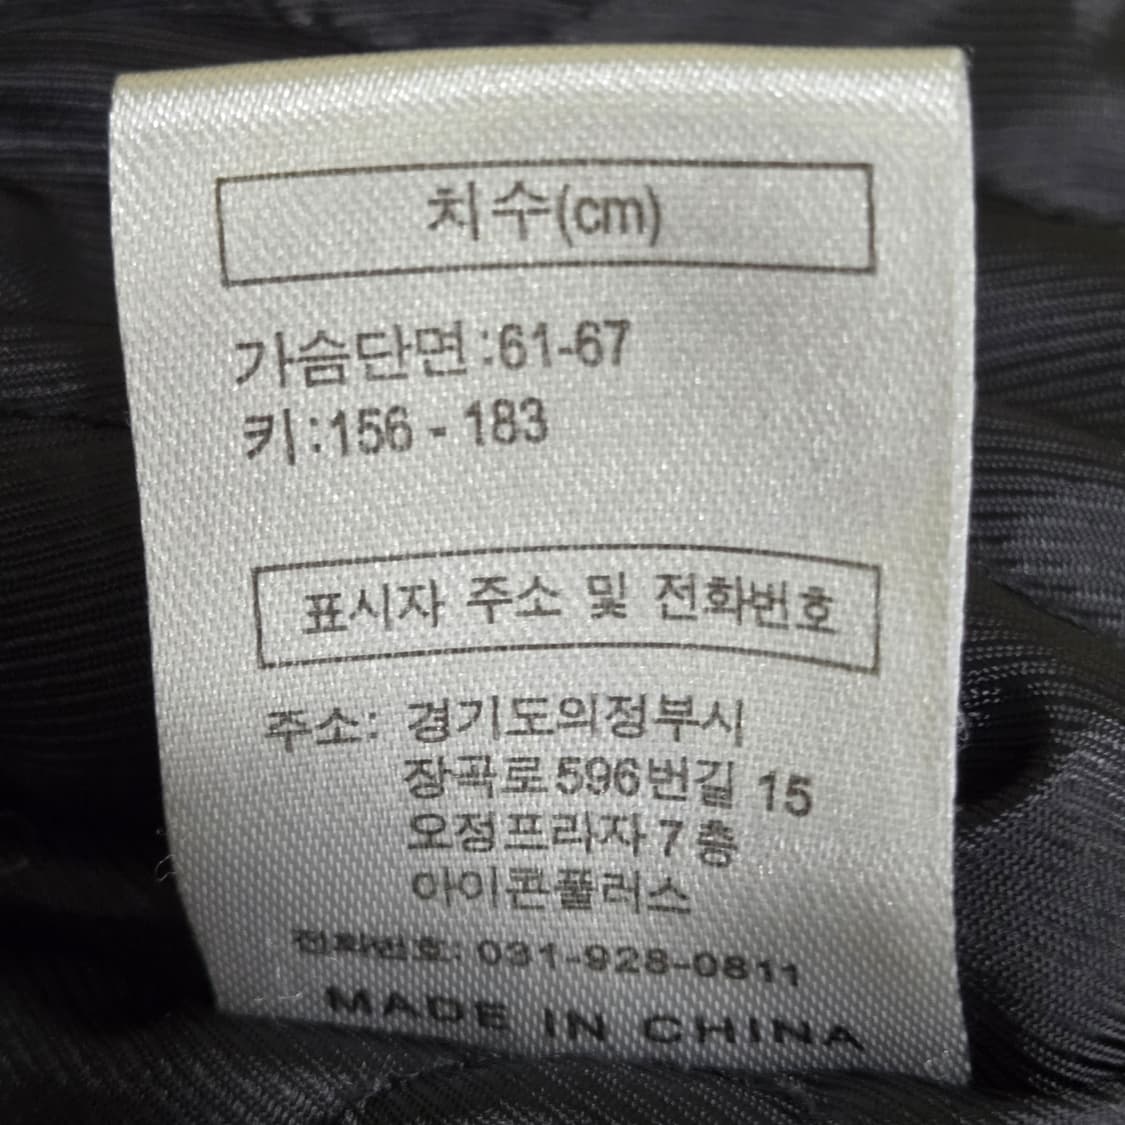 치수(cm)
가슴단면:61-67
키:156 - 183
표시자 주소 및 전화번호
주소: 경기도의정부시
장곡로596번길 15
오정프라자7층
아이콘플러스
전화번호: 031-928-0811
MADE IN CHINA